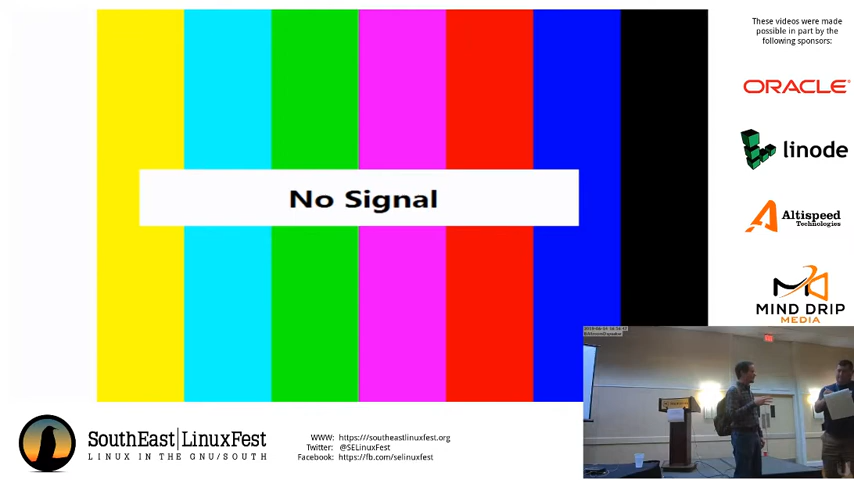 These videos were made
possible in part by the
following sponsors:
ORACLE
linode
Altispeed
Technologies
MIND DRIP
MEDIA
No Signal
SouthEast|LinuxFest
LINUX IN THE GNU/SOUTH
WWW: https:///southeastlinuxfest.org
Twitter: @SELinuxFest
Facebook: https://fb.com/selinuxfest